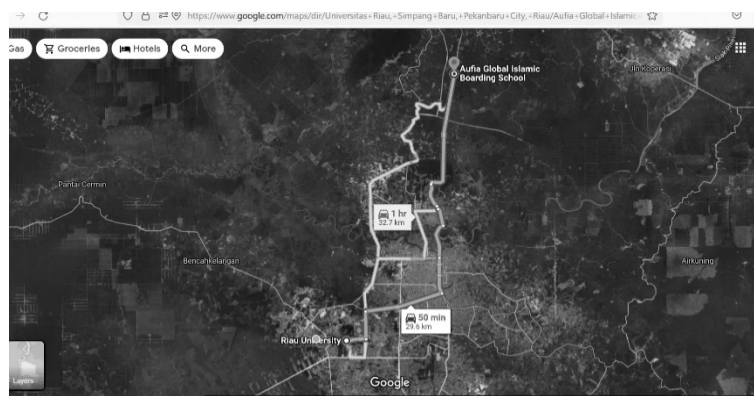 https://www.google.com/maps/dir/Universitas+Riau,+Simpang+Baru,+Pekanbaru+City,+Riau/Aufia+Global+Islamic-
Gas
Groceries
Hotels
More
Aufia Global Islamic
Boarding School
Jln Koperasi
Pantai Cermin
1 hr
32.7 km
Bencahkelangan
Airkuning
50 min
29.6 km
Riau University
Layers
Google